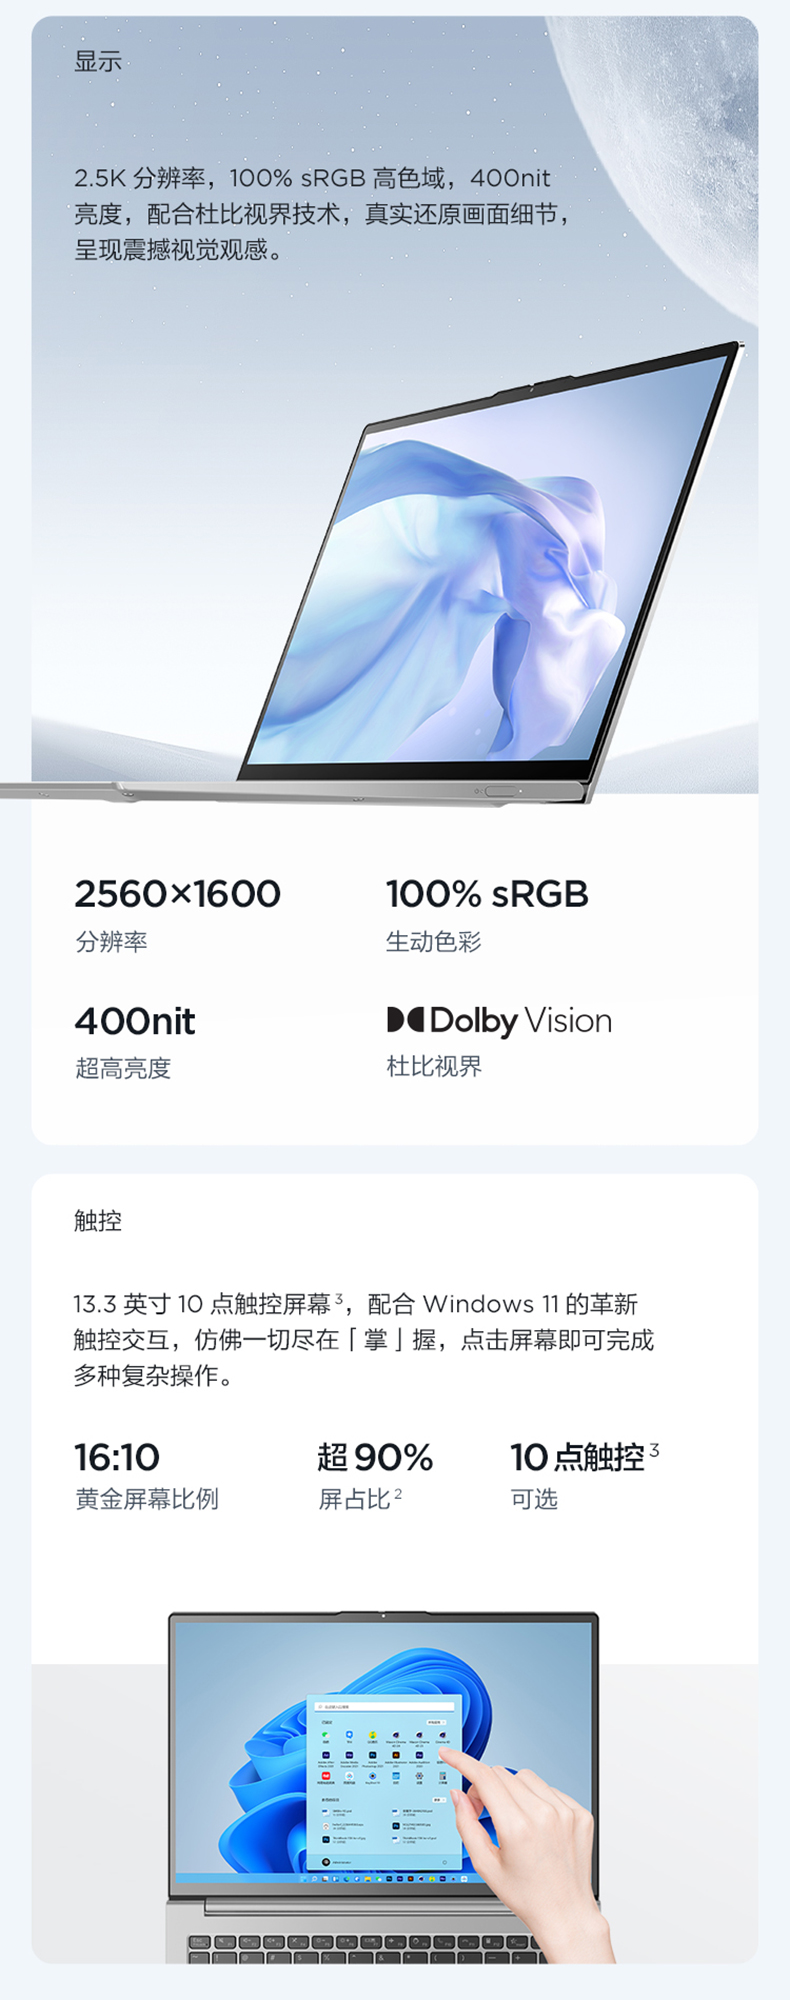 显示
2.5K 分辨率，100% sRGB 高色域，400nit
亮度，配合杜比视界技术，真实还原画面细节，
呈现震撼视觉观感。
2560×1600
100% sRGB
分辨率
生动色彩
400nit
Dolby Vision
超高亮度
杜比视界
触控
13.3 英寸 10 点触控屏幕3，配合 Windows 11 的革新
触控交互，仿佛一切尽在「掌」握，点击屏幕即可完成
多种复杂操作。
16:10
超 90%
10 点触控3
黄金屏幕比例
屏占比2
可选